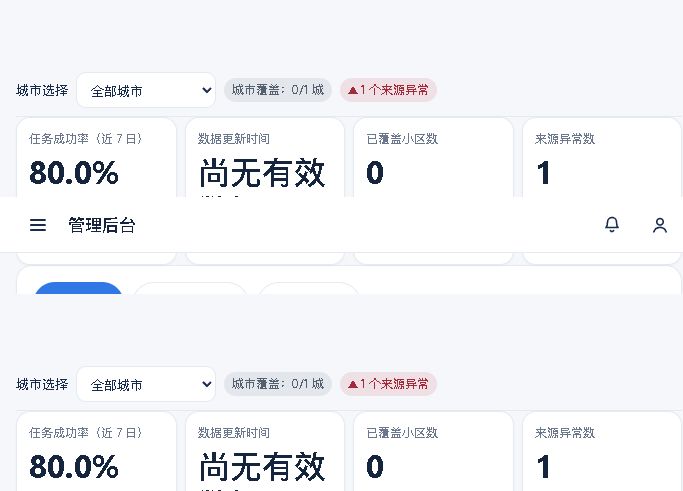 城市选择 全部城市 城市覆盖：0/1 城 ▲1 个来源异常
任务成功率（近 7 日） 数据更新时间 已覆盖小区数 来源异常数
80.0% 尚无有效 0 1
管理后台
城市选择 全部城市 城市覆盖：0/1 城 ▲1 个来源异常
任务成功率（近 7 日） 数据更新时间 已覆盖小区数 来源异常数
80.0% 尚无有效 0 1